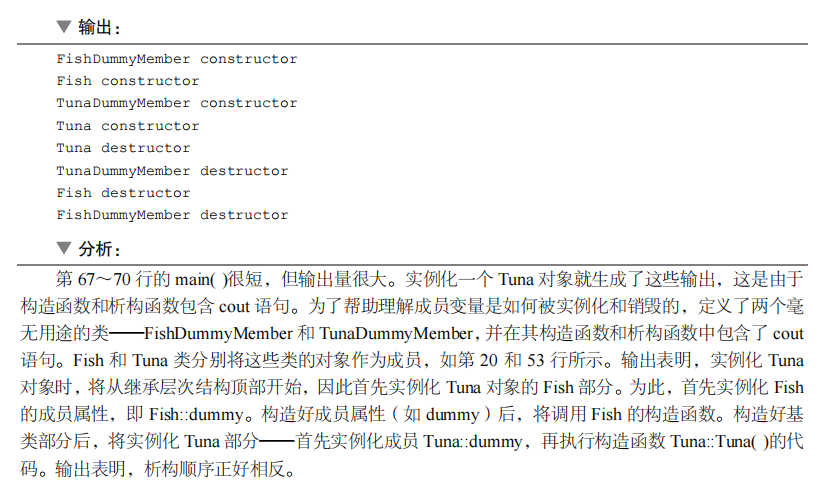 ▼ 输出：
FishDummyMember constructor
Fish constructor
TunaDummyMember constructor
Tuna constructor
Tuna destructor
TunaDummyMember destructor
Fish destructor
FishDummyMember destructor
▼ 分析：
第 67～70 行的 main( )很短，但输出量很大。实例化一个 Tuna 对象就生成了这些输出，这是由于
构造函数和析构函数包含 cout 语句。为了帮助理解成员变量是如何被实例化和销毁的，定义了两个毫
无用途的类——FishDummyMember 和 TunaDummyMember，并在其构造函数和析构函数中包含了 cout
语句。Fish 和 Tuna 类分别将这些类的对象作为成员，如第 20 和 53 行所示。输出表明，实例化 Tuna
对象时，将从继承层次结构顶部开始，因此首先实例化 Tuna 对象的 Fish 部分。为此，首先实例化 Fish
的成员属性，即 Fish::dummy。构造好成员属性（如 dummy）后，将调用 Fish 的构造函数。构造好基
类部分后，将实例化 Tuna 部分——首先实例化成员 Tuna::dummy，再执行构造函数 Tuna::Tuna( )的代
码。输出表明，析构顺序正好相反。